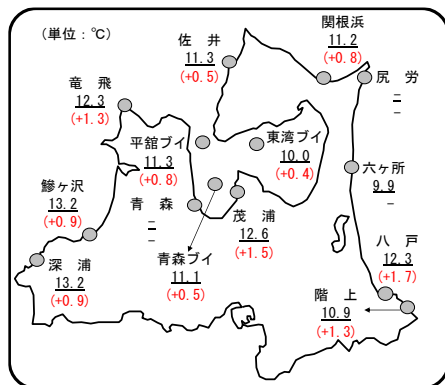 (単位：℃)
関根浜
11.2
(+0.8)
佐井
11.3
(+0.5)
尻労
－
－
竜飛
12.3
(+1.3)
平舘ブイ
11.3
(+0.8)
東湾ブイ
10.0
(+0.4)
六ヶ所
9.9
－
鰺ヶ沢
13.2
(+0.9)
青森
－
－
茂浦
12.6
(+1.5)
八戸
12.3
(+1.7)
深浦
13.2
(+0.9)
青森ブイ
11.1
(+0.5)
階上
10.9
(+1.3)